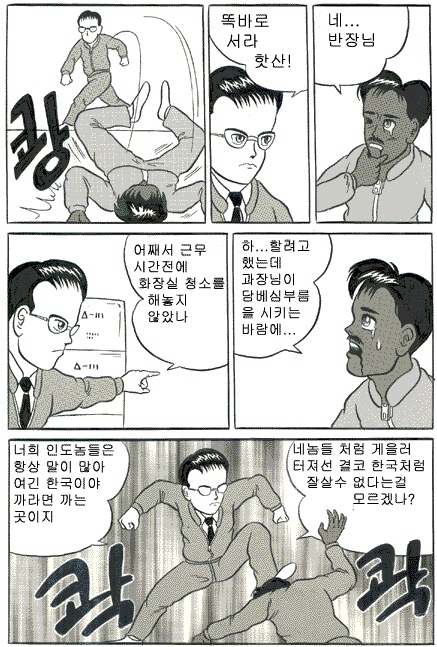 쾅
똑바로
서라
핫산!
네...
반장님
어째서 근무
시간전에
화장실 청소를
해놓지
않았나
하...할려고
했는데
과장님이
담배심부름
을 시키는
바람에...
너희 인도놈들은
항상 말이 많아
여긴 한국이야
까라면 까는
곳이지
네놈들 처럼 게을러
터져선 결코 한국처럼
잘살수 없다는걸
모르겠나?
콱
콱